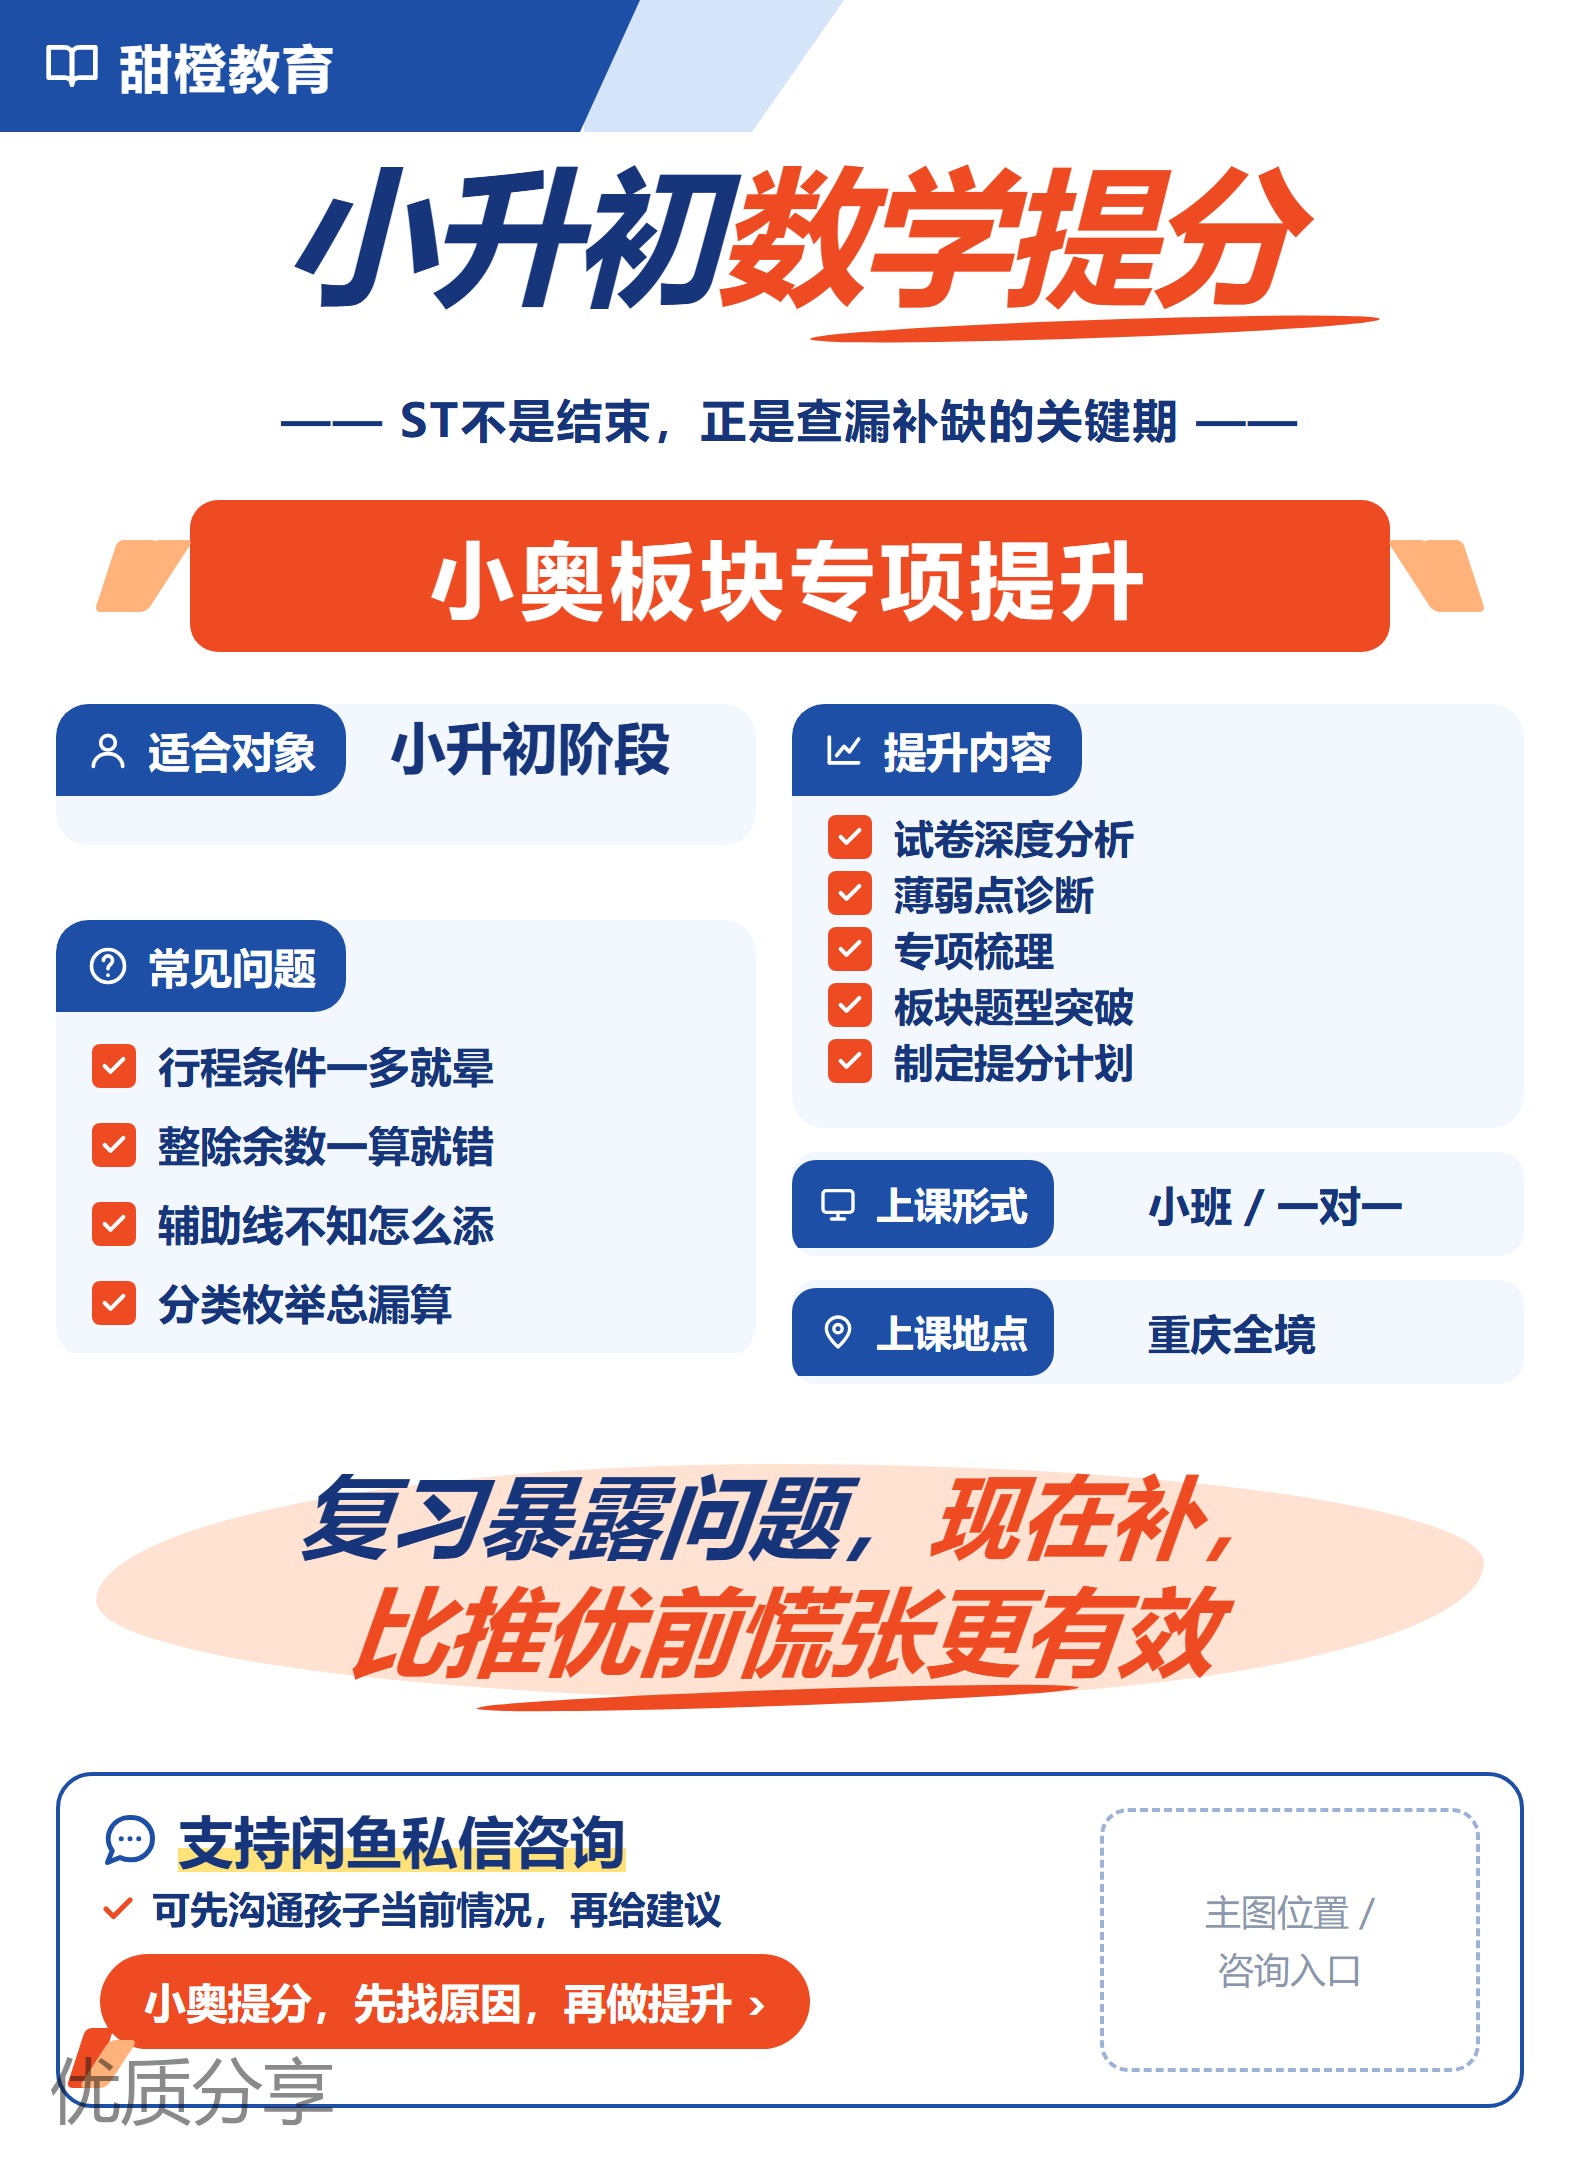 甜橙教育
小升初数学提分
—— ST不是结束，正是查漏补缺的关键期 ——
小奥板块专项提升
适合对象
小升初阶段
常见问题
行程条件一多就晕
整除余数一算就错
辅助线不知怎么添
分类枚举总漏算
提升内容
试卷深度分析
薄弱点诊断
专项梳理
板块题型突破
制定提分计划
上课形式
小班 / 一对一
上课地点
重庆全境
复习暴露问题，现在补，
比推优前慌张更有效
支持闲鱼私信咨询
可先沟通孩子当前情况，再给建议
小奥提分，先找原因，再做提升 ›
主图位置 /
咨询入口
优质分享